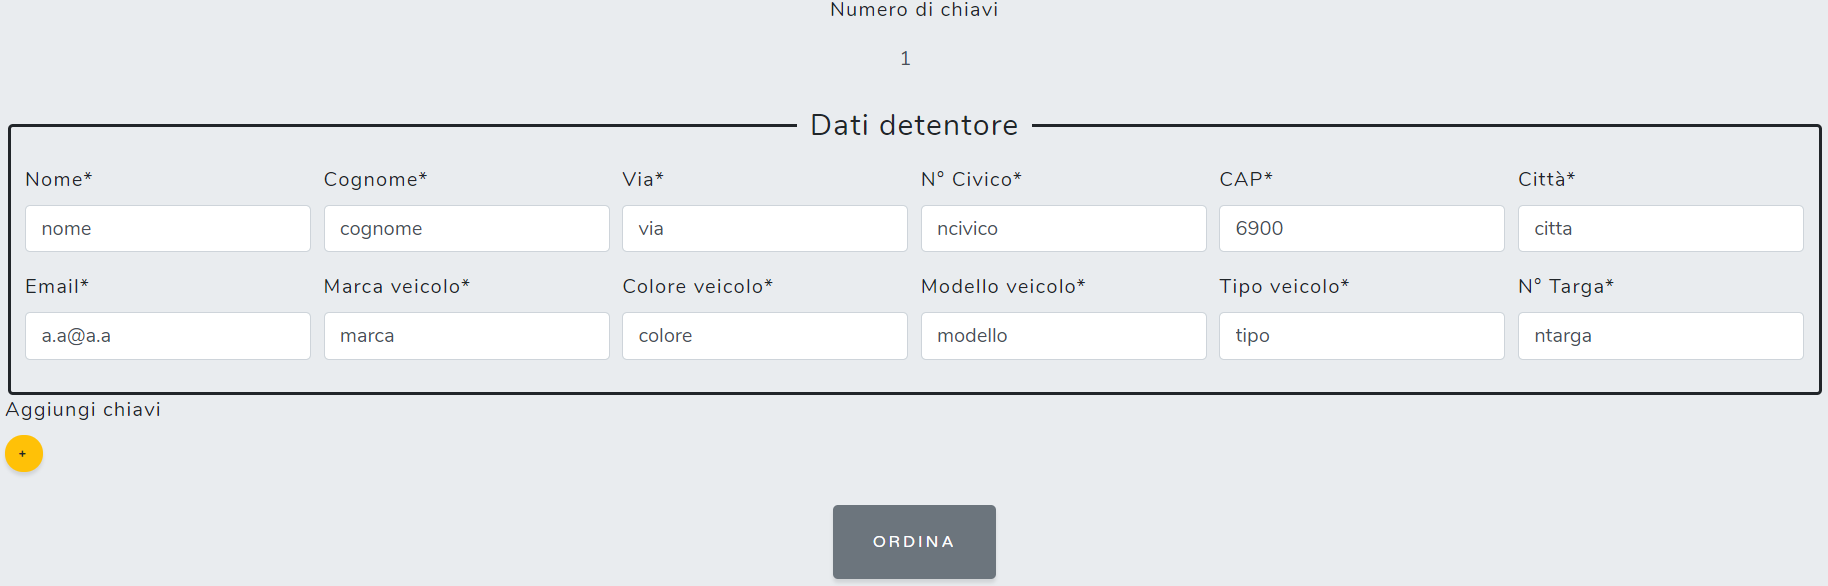 Numero di chiavi
1
Dati detentore
Nome* Cognome* Via* N° Civico* CAP* Città*
nome cognome via ncivico 6900 citta
Email* Marca veicolo* Colore veicolo* Modello veicolo* Tipo veicolo* N° Targa*
a.a@a.a marca colore modello tipo ntarga
Aggiungi chiavi
+
ORDINA